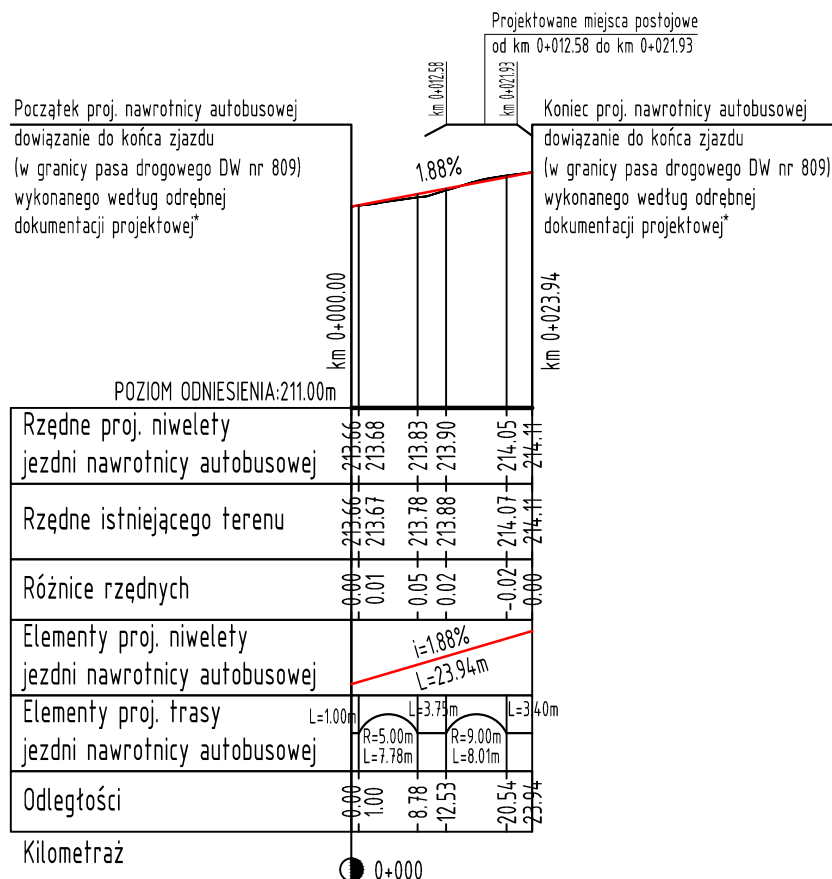 Projektowane miejsca postojowe
od km 0+012.58 do km 0+021.93
km 0+012.58
km 0+021.93
Początek proj. nawrotnicy autobusowej
dowiązanie do końca zjazdu
(w granicy pasa drogowego DW nr 809)
wykonanego według odrębnej
dokumentacji projektowej*
Koniec proj. nawrotnicy autobusowej
dowiązanie do końca zjazdu
(w granicy pasa drogowego DW nr 809)
wykonanego według odrębnej
dokumentacji projektowej*
1.88%
km 0+000.00
km 0+023.94
POZIOM ODNIESIENIA:211.00m
Rzędne proj. niwelety
jezdni nawrotnicy autobusowej
213.66
213.68
213.83
213.90
214.05
214.11
Rzędne istniejącego terenu
213.66
213.67
213.78
213.88
214.07
214.11
Różnice rzędnych
0.00
0.01
0.05
0.02
-0.02
0.00
Elementy proj. niwelety
jezdni nawrotnicy autobusowej
i=1.88%
L=23.94m
Elementy proj. trasy
jezdni nawrotnicy autobusowej
L=1.00m
R=5.00m
L=7.78m
L=3.75m
R=9.00m
L=8.01m
L=3.40m
Odległości
0.00
1.00
8.78
12.53
20.54
23.94
Kilometraż
0+000